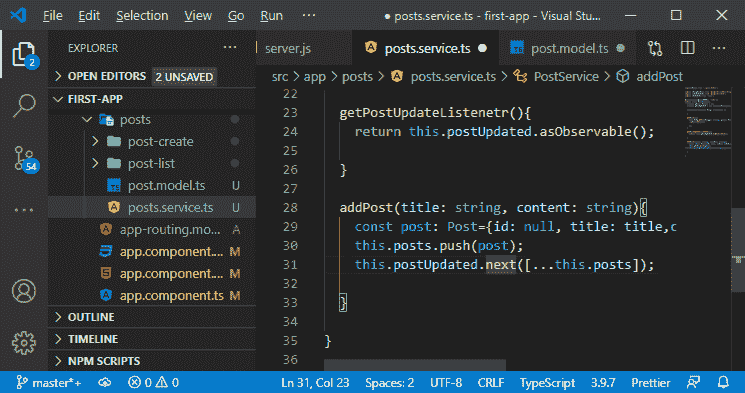 File Edit Selection View Go Run ··· ● posts.service.ts - first-app - Visual Stu...
EXPLORER ···
server.js posts.service.ts ● post.model.ts ●
OPEN EDITORS 2 UNSAVED
src > app > posts > posts.service.ts > PostService > addPost
FIRST-APP
posts
post-create
post-list
post.model.ts U
posts.service.ts U
app-routing.mo... A
app.component.... M
app.component.... M
app.component.ts M
OUTLINE
TIMELINE
NPM SCRIPTS
2
54
22
23 getPostUpdateListenetr(){
24 return this.postUpdated.asObservable();
25
26 }
27
28 addPost(title: string, content: string){
29 const post: Post={id: null, title: title,c
30 this.posts.push(post);
31 this.postUpdated.next([...this.posts]);
32
33 }
34
35 }
36
master*+ 0 0 Ln 31, Col 23 Spaces: 2 UTF-8 CRLF TypeScript 3.9.7 Prettier